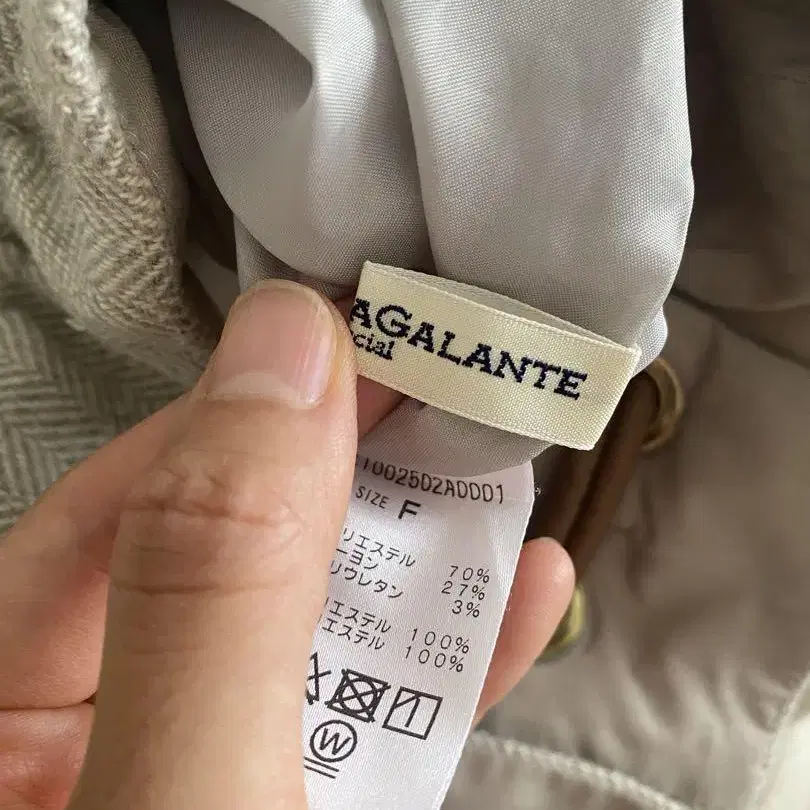 AGALANTE
cial
1002502A0001
SIZE F
リエステル 70%
ーヨン 27%
リウレタン 3%
リエステル 100%
リエステル 100%
W